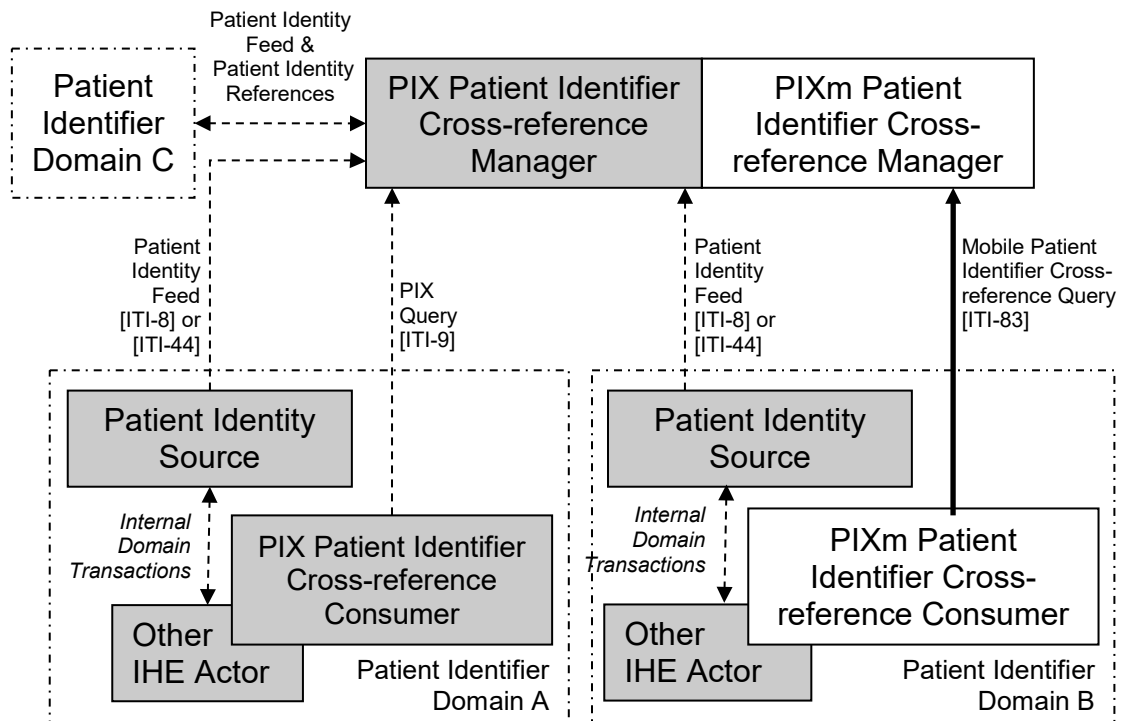 Patient Identity
Feed &
Patient Identity
References
Patient
Identifier
Domain C
PIX Patient Identifier
Cross-reference
Manager
PIXm Patient
Identifier Cross-
reference Manager
Patient
Identity
Feed
[ITI-8] or
[ITI-44]
PIX
Query
[ITI-9]
Patient
Identity
Feed
[ITI-8] or
[ITI-44]
Mobile Patient
Identifier Cross-
reference Query
[ITI-83]
Patient Identity
Source
Internal
Domain
Transactions
PIX Patient Identifier
Cross-reference
Consumer
Other
IHE Actor
Patient Identifier
Domain A
Patient Identity
Source
Internal
Domain
Transactions
PIXm Patient
Identifier Cross-
reference Consumer
Other
IHE Actor
Patient Identifier
Domain B